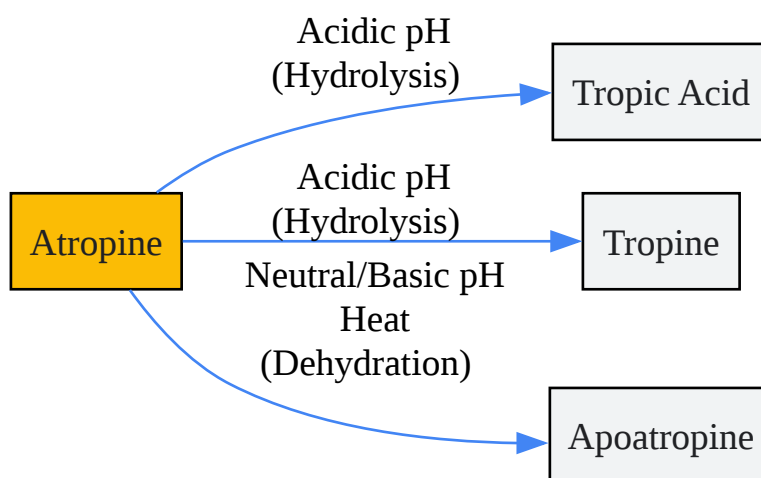 Acidic pH
(Hydrolysis)
Tropic Acid
Acidic pH
(Hydrolysis)
Atropine
Tropine
Neutral/Basic pH
Heat
(Dehydration)
Apoatropine